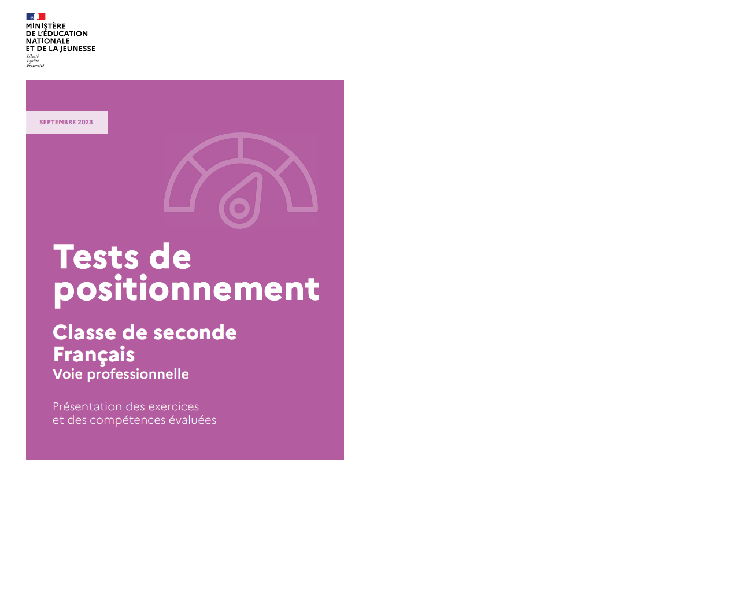 MINISTÈRE
DE L'ÉDUCATION
NATIONALE
ET DE LA JEUNESSE
Liberté
Égalité
Fraternité
SEPTEMBRE 2023
Tests de
positionnement
Classe de seconde
Français
Voie professionnelle
Présentation des exercices
et des compétences évaluées